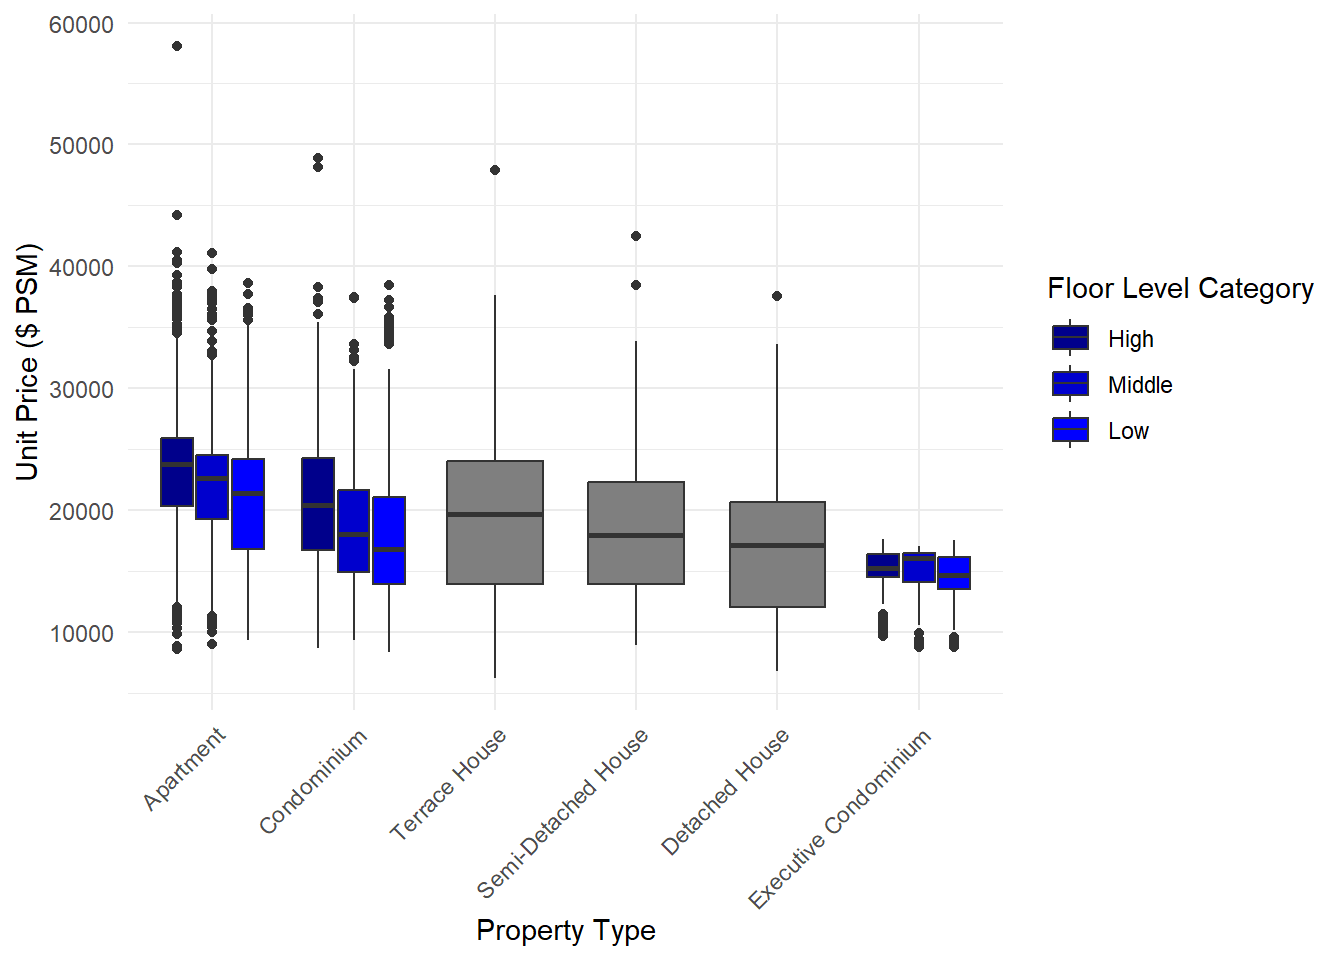 60000
50000
40000
30000
20000
10000
Unit Price ($ PSM)
Apartment
Condominium
Terrace House
Semi-Detached House
Detached House
Executive Condominium
Property Type
Floor Level Category
High
Middle
Low